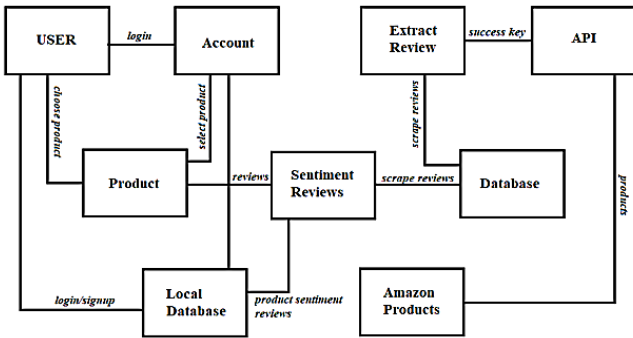 USER
login
Account
Extract
Review
success key
API
choose product
select product
scrape reviews
products
Product
reviews
Sentiment
Reviews
scrape reviews
Database
login/signup
Local
Database
product sentiment
reviews
Amazon
Products